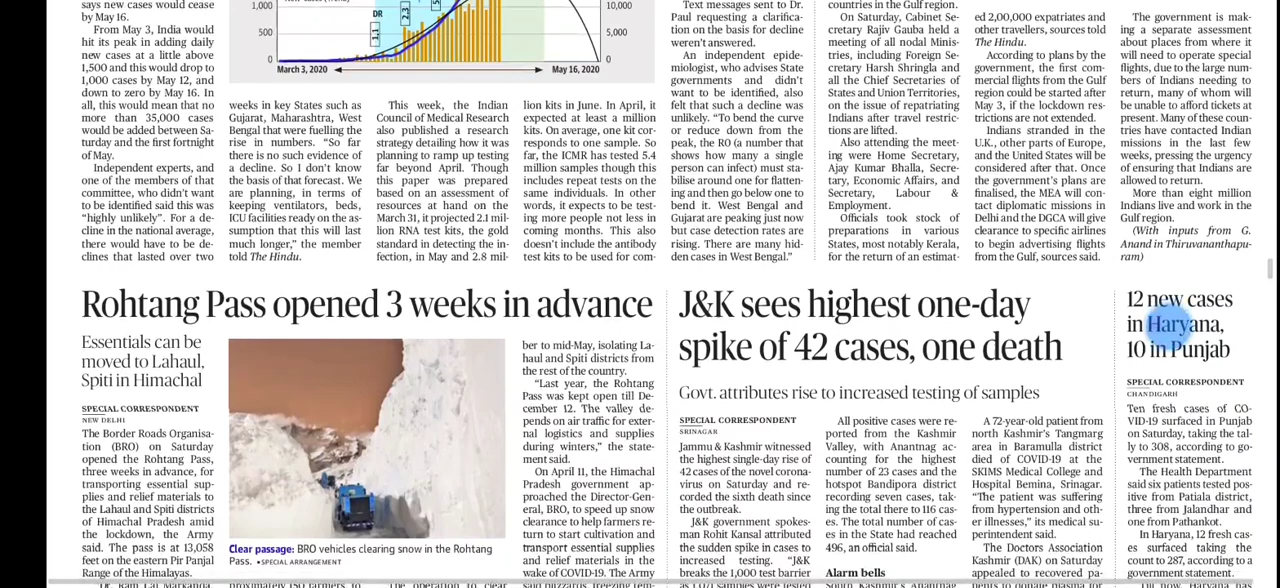 says new cases would cease
by May 16.
From May 3, India would
hit its peak in adding daily
new cases at a little above
1,500 and this would drop to
1,000 cases by May 12, and
down to zero by May 16. In
all, this would mean that no
more than 35,000 cases
would be added between Sa-
turday and the first fortnight
of May.
Independent experts, and
one of the members of that
committee, who didn't want
to be identified said this was
"highly unlikely". For a de-
cline in the national average,
there would have to be de-
clines that lasted over two
1,000
500
0
DR
1.1
2.3
10,000
5,000
0
March 3, 2020
May 16, 2020
weeks in key States such as
Gujarat, Maharashtra, West
Bengal that were fuelling the
rise in numbers. "So far
there is no such evidence of
a decline. So I don't know
the basis of that forecast. We
are planning, in terms of
keeping ventilators, beds,
ICU facilities ready on the as-
sumption that this will last
much longer," the member
told The Hindu.
This week, the Indian
Council of Medical Research
also published a research
strategy detailing how it was
planning to ramp up testing
far beyond April. Though
this paper was prepared
based on an assessment of
resources at hand on the
March 31, it projected 2.1 mil-
lion RNA test kits, the gold
standard in detecting the in-
fection, in May and 2.8 mil-
lion kits in June. In April, it
expected at least a million
kits. On average, one kit cor-
responds to one sample. So
far, the ICMR has tested 5.4
million samples though this
includes repeat tests on the
same individuals. In other
words, it expects to be test-
ing more people not less in
coming months. This also
doesn't include the antibody
test kits to be used for com-
Text messages sent to Dr.
Paul requesting a clarifica-
tion on the basis for decline
weren't answered.
An independent epide-
miologist, who advises State
governments and didn't
want to be identified, also
felt that such a decline was
unlikely. "To bend the curve
or reduce down from the
peak, the R0 (a number that
shows how many a single
person can infect) must sta-
bilise around one for flatten-
ing and then go below one to
bend it. West Bengal and
Gujarat are peaking just now
but case detection rates are
rising. There are many hid-
den cases in West Bengal."
countries in the Gulf region.
On Saturday, Cabinet Se-
cretary Rajiv Gauba held a
meeting of all nodal Minis-
tries, including Foreign Se-
cretary Harsh Shringla and
all the Chief Secretaries of
States and Union Territories,
on the issue of repatriating
Indians after travel restric-
tions are lifted.
Also attending the meet-
ing were Home Secretary,
Ajay Kumar Bhalla, Secre-
tary, Economic Affairs, and
Secretary, Labour &
Employment.
Officials took stock of
preparations in various
States, most notably Kerala,
for the return of an estimat-
ed 2,00,000 expatriates and
other travellers, sources told
The Hindu.
According to plans by the
government, the first com-
mercial flights from the Gulf
region could be started after
May 3, if the lockdown res-
trictions are not extended.
Indians stranded in the
U.K., other parts of Europe,
and the United States will be
considered after that. Once
the government's plans are
finalised, the MEA will con-
tact diplomatic missions in
Delhi and the DGCA will give
clearance to specific airlines
to begin advertising flights
from the Gulf, sources said.
The government is mak-
ing a separate assessment
about places from where it
will need to operate special
flights, due to the large num-
bers of Indians needing to
return, many of whom will
be unable to afford tickets at
present. Many of these coun-
tries have contacted Indian
missions in the last few
weeks, pressing the urgency
of ensuring that Indians are
allowed to return.
More than eight million
Indians live and work in the
Gulf region.
(With inputs from G.
Anand in Thiruvananthapu-
ram)
Rohtang Pass opened 3 weeks in advance
Essentials can be
moved to Lahaul,
Spiti in Himachal
SPECIAL CORRESPONDENT
NEW DELHI
The Border Roads Organisa-
tion (BRO) on Saturday
opened the Rohtang Pass,
three weeks in advance, for
transporting essential sup-
plies and relief materials to
the Lahaul and Spiti districts
of Himachal Pradesh amid
the lockdown, the Army
said. The pass is at 13,058
feet on the eastern Pir Panjal
Range of the Himalayas.
Clear passage: BRO vehicles clearing snow in the Rohtang
Pass. • SPECIAL ARRANGEMENT
ber to mid-May, isolating La-
haul and Spiti districts from
the rest of the country.
"Last year, the Rohtang
Pass was kept open till De-
cember 12. The valley de-
pends on air traffic for exter-
nal logistics and supplies
during winters," the state-
ment said.
On April 11, the Himachal
Pradesh government ap-
proached the Director-Gen-
eral, BRO, to speed up snow
clearance to help farmers re-
turn to start cultivation and
transport essential supplies
and relief materials in the
wake of COVID-19. The Army
J&K sees highest one-day
spike of 42 cases, one death
Govt. attributes rise to increased testing of samples
SPECIAL CORRESPONDENT
SRINAGAR
Jammu & Kashmir witnessed
the highest single-day rise of
42 cases of the novel corona-
virus on Saturday and re-
corded the sixth death since
the outbreak.
J&K government spokes-
man Rohit Kansal attributed
the sudden spike in cases to
increased testing. "J&K
breaks the 1,000 test barrier
All positive cases were re-
ported from the Kashmir
Valley, with Anantnag ac-
counting for the highest
number of 23 cases and the
hotspot Bandipora district
recording seven cases, tak-
ing the total there to 116 cas-
es. The total number of cas-
es in the State had reached
496, an official said.
Alarm bells
A 72-year-old patient from
north Kashmir's Tangmarg
area in Baramulla district
died of COVID-19 at the
SKIMS Medical College and
Hospital Bemina, Srinagar.
"The patient was suffering
from hypertension and oth-
er illnesses," its medical su-
perintendent said.
The Doctors Association
Kashmir (DAK) on Saturday
appealed to recovered pa-
12 new cases
in Haryana,
10 in Punjab
SPECIAL CORRESPONDENT
CHANDIGARH
Ten fresh cases of CO-
VID-19 surfaced in Punjab
on Saturday, taking the tal-
ly to 308, according to go-
vernment statement.
The Health Department
said six patients tested pos-
itive from Patiala district,
three from Jalandhar and
one from Pathankot.
In Haryana, 12 fresh cas-
es surfaced taking the
count to 287, according to a
government statement.